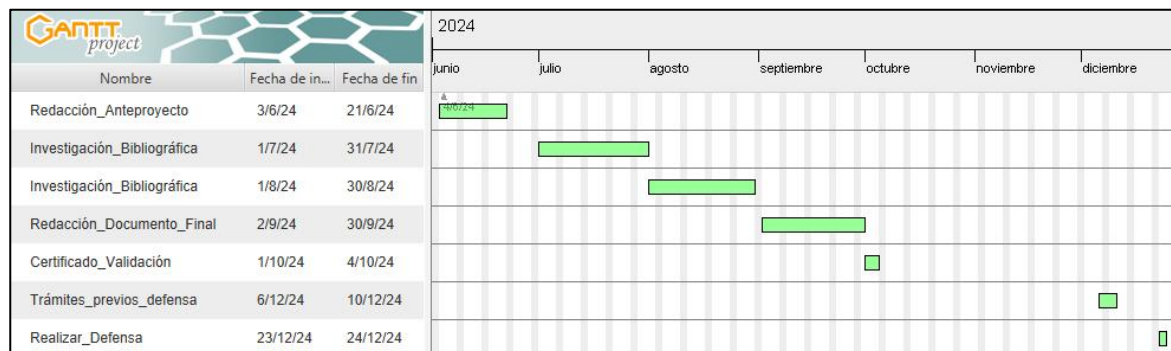 GANTT
project
2024
junio julio agosto septiembre octubre noviembre diciembre
Nombre Fecha de in... Fecha de fin
4/6/24
Redacción_Anteproyecto 3/6/24 21/6/24
Investigación_Bibliográfica 1/7/24 31/7/24
Investigación_Bibliográfica 1/8/24 30/8/24
Redacción_Documento_Final 2/9/24 30/9/24
Certificado_Validación 1/10/24 4/10/24
Trámites_previos_defensa 6/12/24 10/12/24
Realizar_Defensa 23/12/24 24/12/24